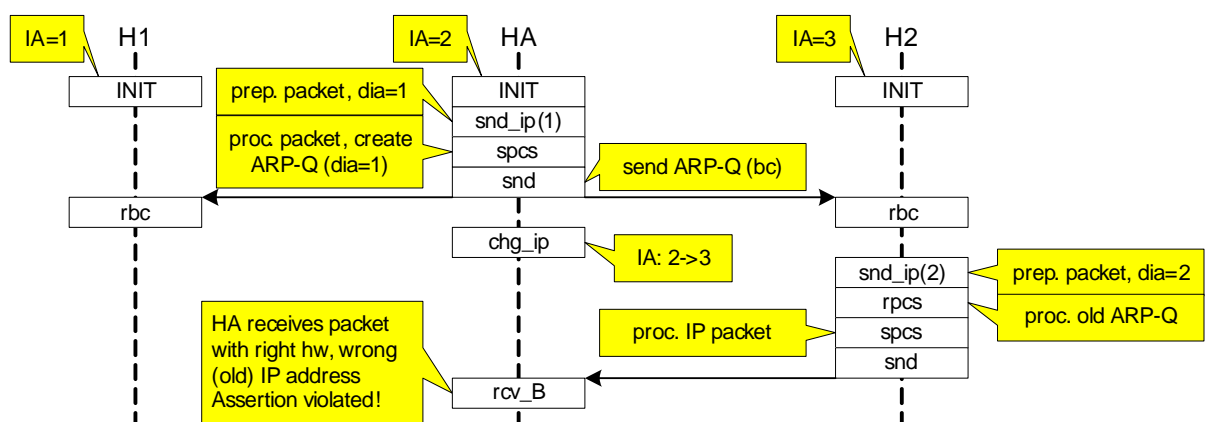 IA=1
H1
IA=2
HA
IA=3
H2
INIT
prep. packet, dia=1
INIT
INIT
snd_ip(1)
proc. packet, create
ARP-Q (dia=1)
spcs
snd
send ARP-Q (bc)
rbc
rbc
chg_ip
IA: 2->3
snd_ip(2)
prep. packet, dia=2
rpcs
proc. old ARP-Q
HA receives packet
with right hw, wrong
(old) IP address
Assertion violated!
proc. IP packet
spcs
snd
rcv_B